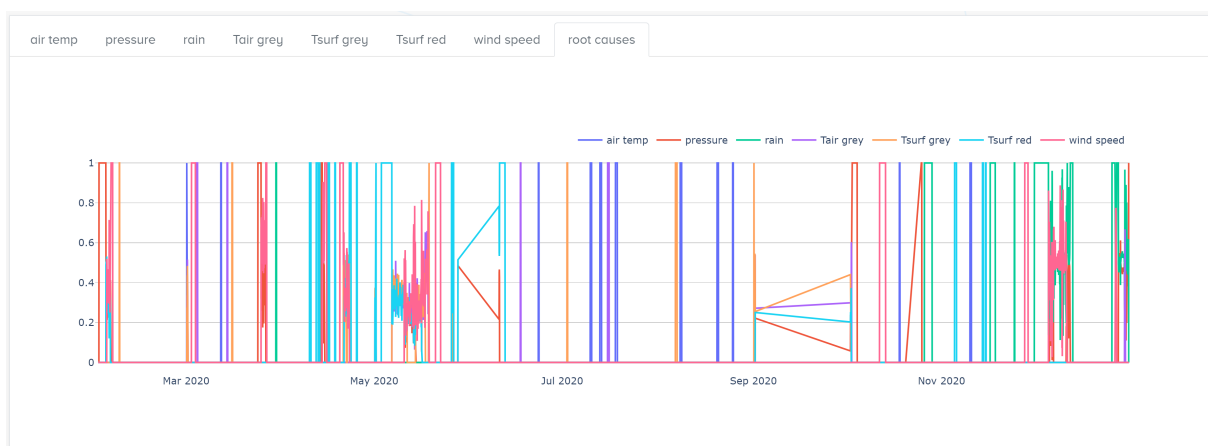 air temp pressure rain Tair grey Tsurf grey Tsurf red wind speed root causes
air temp pressure rain Tair grey Tsurf grey Tsurf red wind speed
1
0.8
0.6
0.4
0.2
0
Mar 2020 May 2020 Jul 2020 Sep 2020 Nov 2020